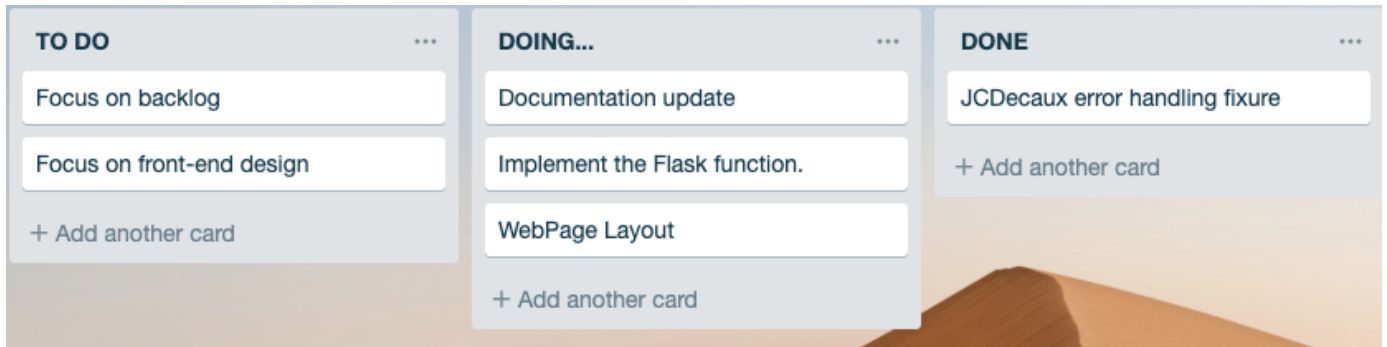 TO DO
Focus on backlog
Focus on front-end design
+ Add another card
DOING...
Documentation update
Implement the Flask function.
WebPage Layout
+ Add another card
DONE
JCDecaux error handling fixure
+ Add another card